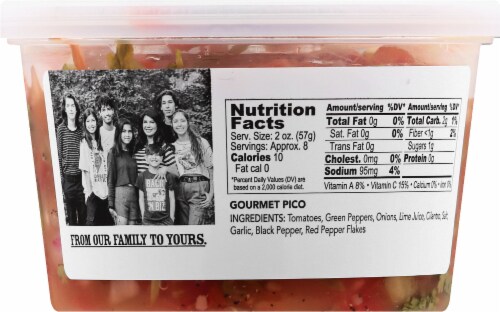 Nutrition
Facts
Serv. Size: 2 oz. (57g)
Servings: Approx. 8
Calories 10
Fat cal 0
*Percent Daily Values (DV) are
based on a 2,000 calorie diet.
Amount/serving %DV* Amount/serving %DV*
Total Fat 0g 0% Total Carb. 2g 1%
Sat. Fat 0g 0% Fiber <1g 2%
Trans Fat 0g Sugars 1g
Cholest. 0mg 0% Protein 0g
Sodium 95mg 4%
Vitamin A 8% • Vitamin C 15% • Calcium 0% • Iron 0%
GOURMET PICO
INGREDIENTS: Tomatoes, Green Peppers, Onions, Lime Juice, Cilantro, Salt,
Garlic, Black Pepper, Red Pepper Flakes
FROM OUR FAMILY TO YOURS.